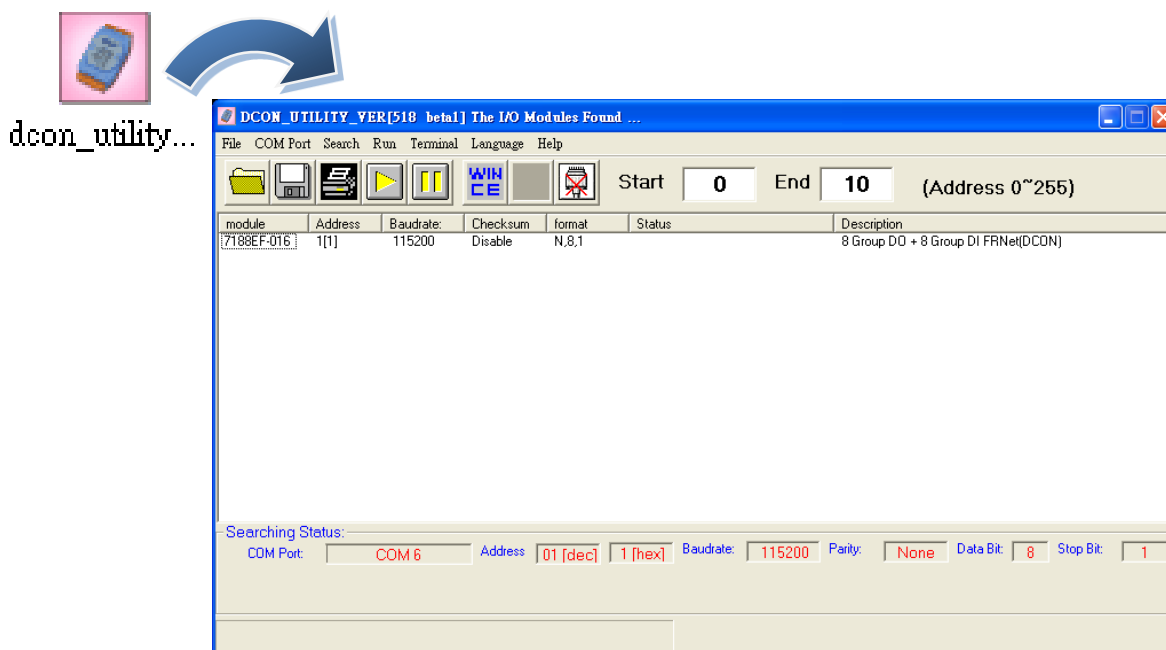 dcon_utility...
DCON_UTILITY_VER[518 beta1] The I/O Modules Found ...
File COM Port Search Run Terminal Language Help
WIN CE Start 0 End 10 (Address 0~255)
module Address Baudrate: Checksum format Status Description
7188EF-016 1[1] 115200 Disable N,8,1 8 Group DO + 8 Group DI FRNet(DCON)
Searching Status:
COM Port: COM 6 Address 01 [dec] 1 [hex] Baudrate: 115200 Parity: None Data Bit: 8 Stop Bit: 1